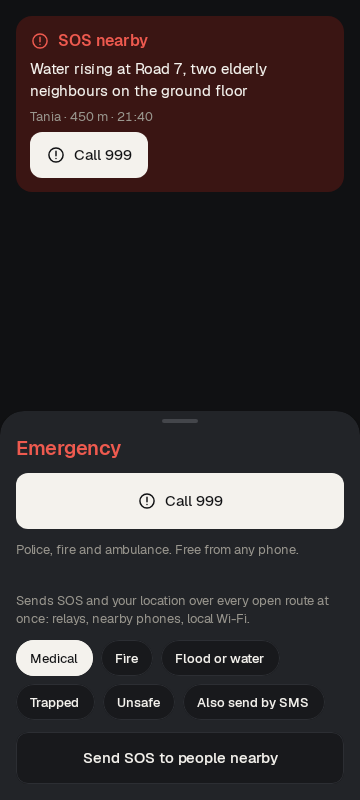 SOS nearby
Water rising at Road 7, two elderly
neighbours on the ground floor
Tania · 450 m · 21:40
Call 999
Emergency
Call 999
Police, fire and ambulance. Free from any phone.
Sends SOS and your location over every open route at
once: relays, nearby phones, local Wi-Fi.
Medical Fire Flood or water
Trapped Unsafe Also send by SMS
Send SOS to people nearby